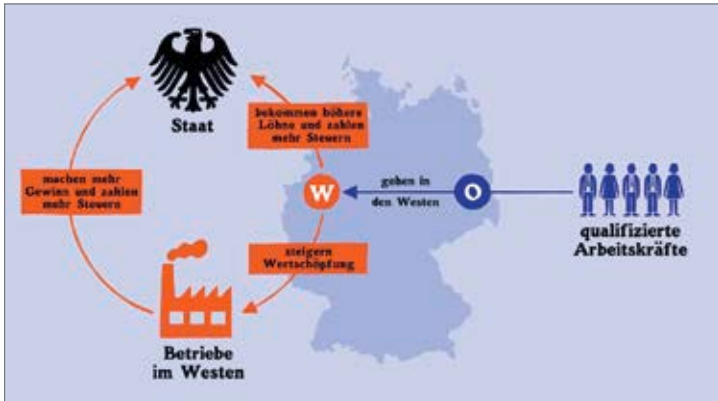 Staat
bekommen höhere
Löhne und zahlen
mehr Steuern
machen mehr
Gewinn und zahlen
mehr Steuern
W
gehen in
den Westen
O
qualifizierte
Arbeitskräfte
steigern
Wertschöpfung
Betriebe
im Westen